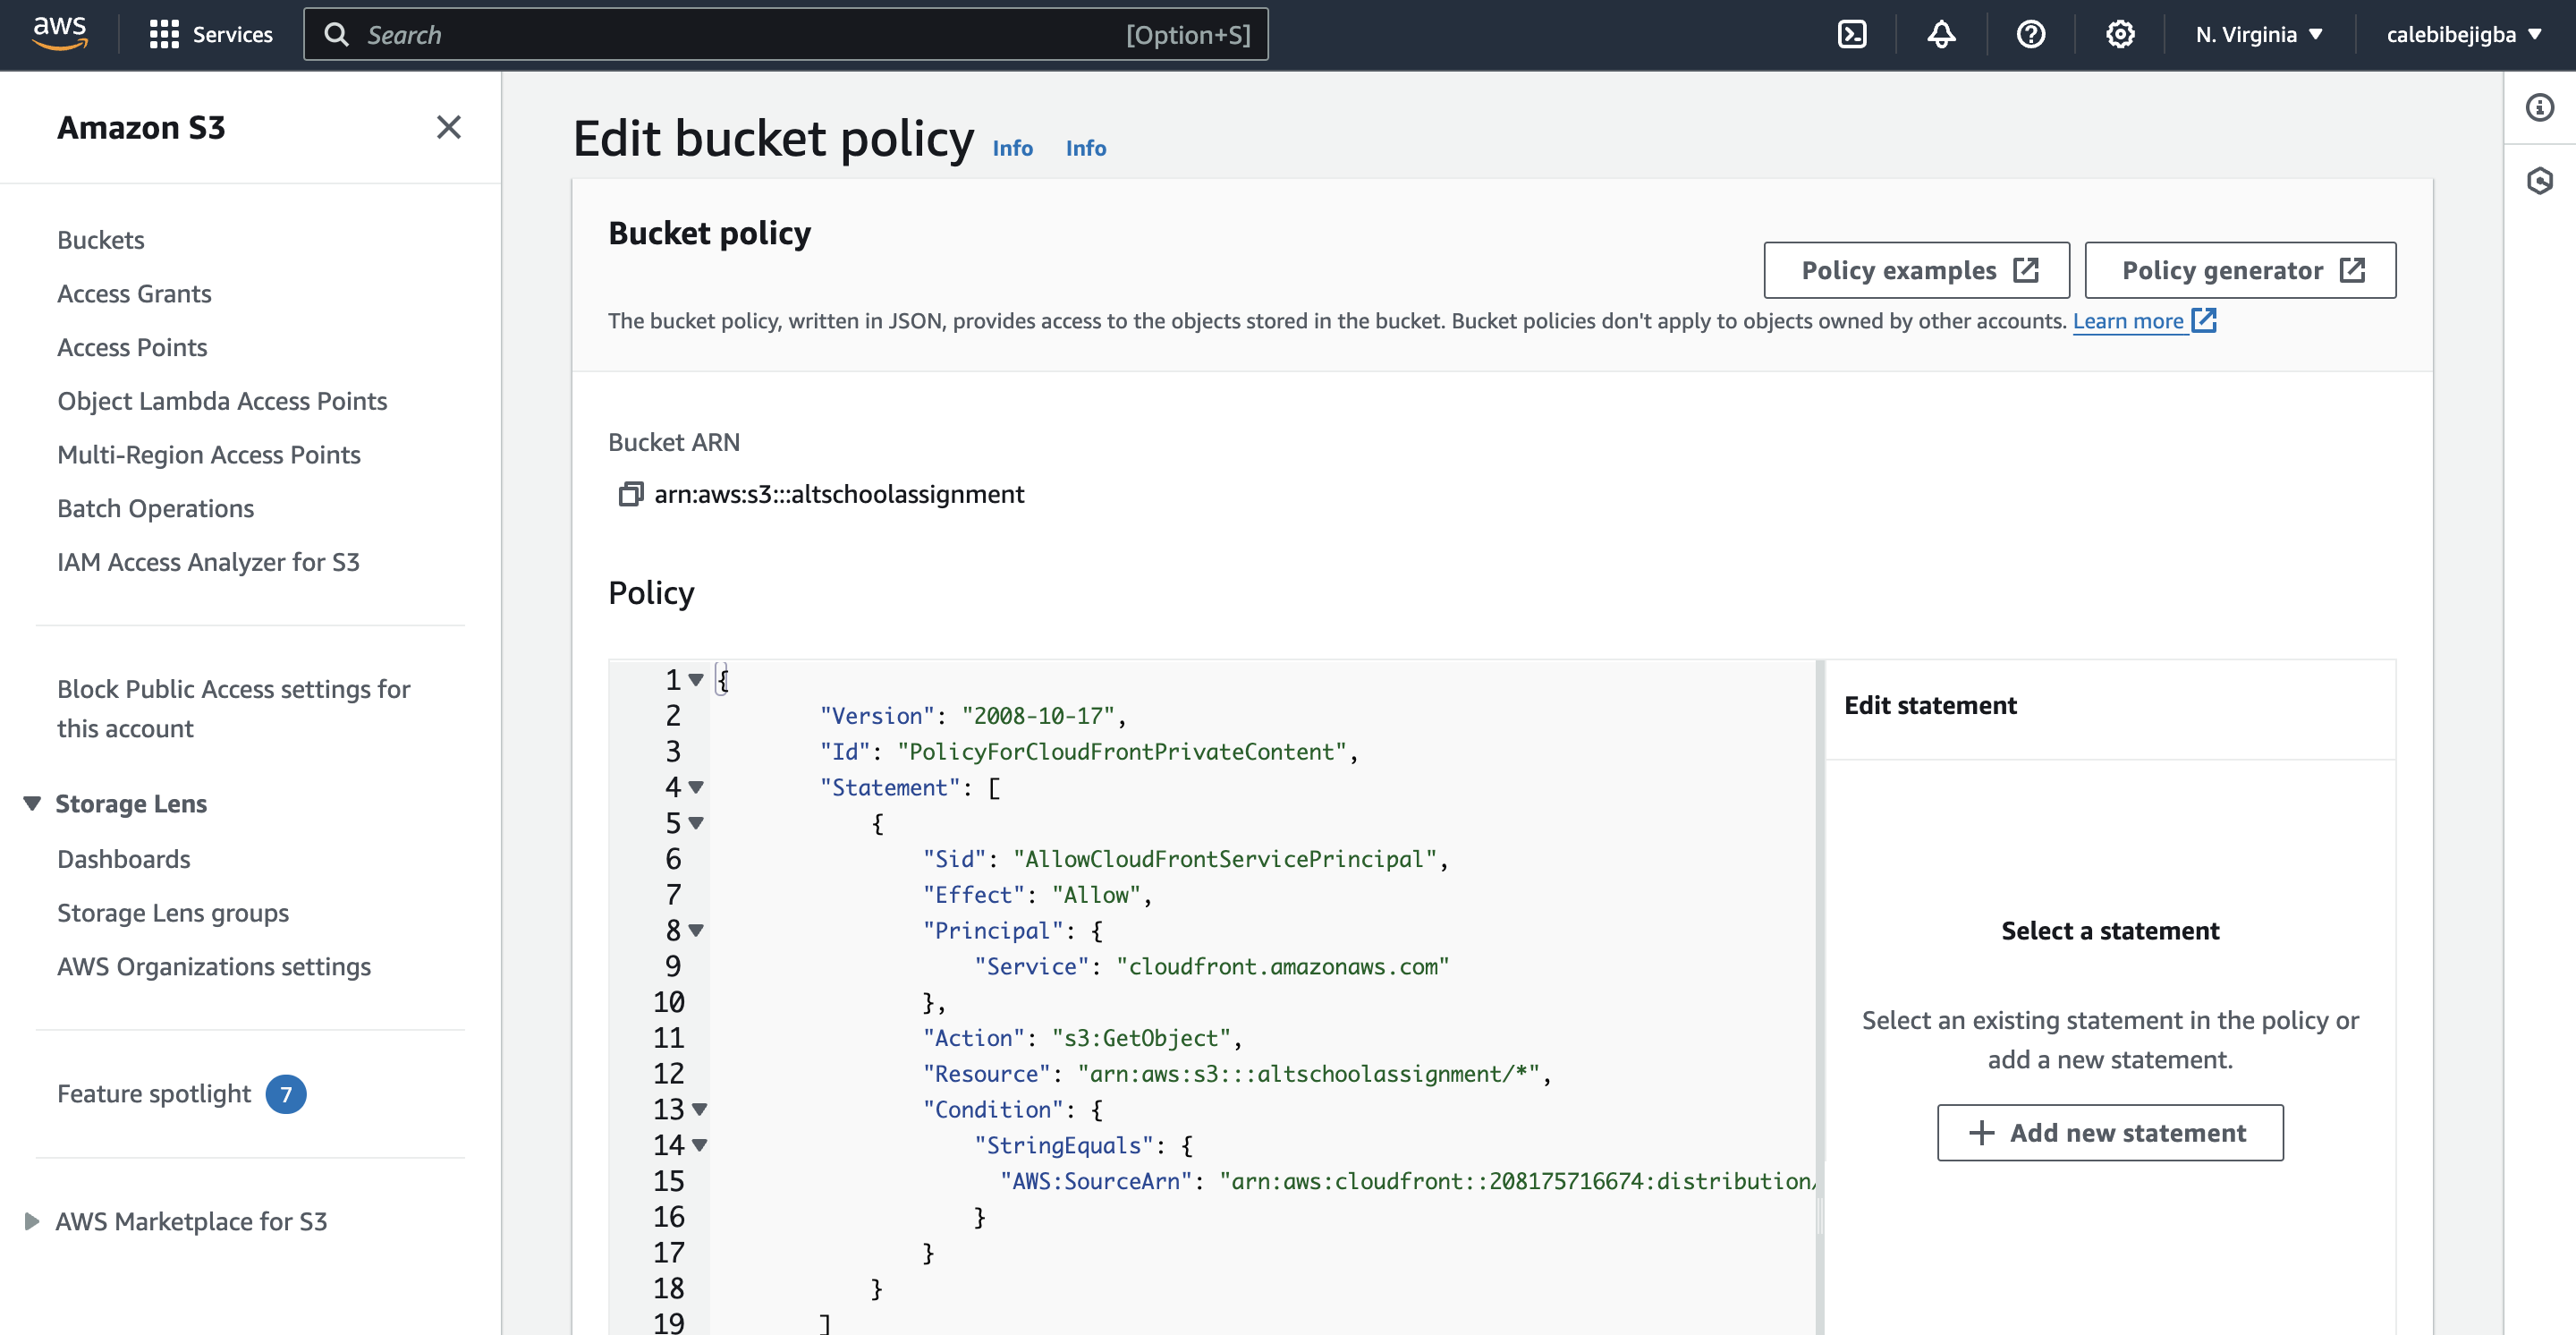 aws
Services
Search
[Option+S]
N. Virginia
calebibejigba
Amazon S3
Buckets
Access Grants
Access Points
Object Lambda Access Points
Multi-Region Access Points
Batch Operations
IAM Access Analyzer for S3
Block Public Access settings for
this account
Storage Lens
Dashboards
Storage Lens groups
AWS Organizations settings
Feature spotlight 7
AWS Marketplace for S3
Edit bucket policy Info Info
Bucket policy
Policy examples
Policy generator
The bucket policy, written in JSON, provides access to the objects stored in the bucket. Bucket policies don't apply to objects owned by other accounts. Learn more
Bucket ARN
arn:aws:s3:::altschoolassignment
Policy
1 {
2 "Version": "2008-10-17",
3 "Id": "PolicyForCloudFrontPrivateContent",
4 "Statement": [
5 {
6 "Sid": "AllowCloudFrontServicePrincipal",
7 "Effect": "Allow",
8 "Principal": {
9 "Service": "cloudfront.amazonaws.com"
10 },
11 "Action": "s3:GetObject",
12 "Resource": "arn:aws:s3:::altschoolassignment/*",
13 "Condition": {
14 "StringEquals": {
15 "AWS:SourceArn": "arn:aws:cloudfront::208175716674:distribution/
16 }
17 }
18 }
19 ]
Edit statement
Select a statement
Select an existing statement in the policy or
add a new statement.
+ Add new statement